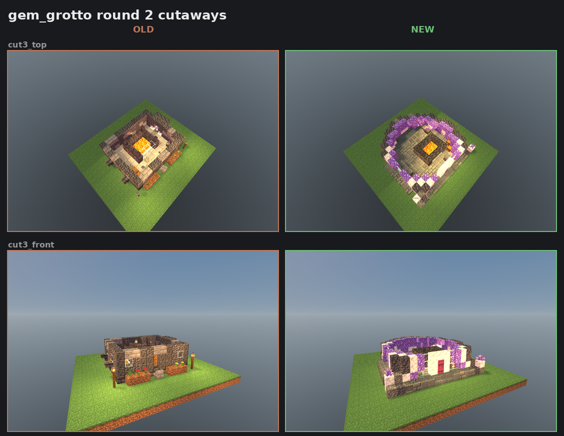 gem_grotto round 2 cutaways
OLD
NEW
cut3_top
cut3_front